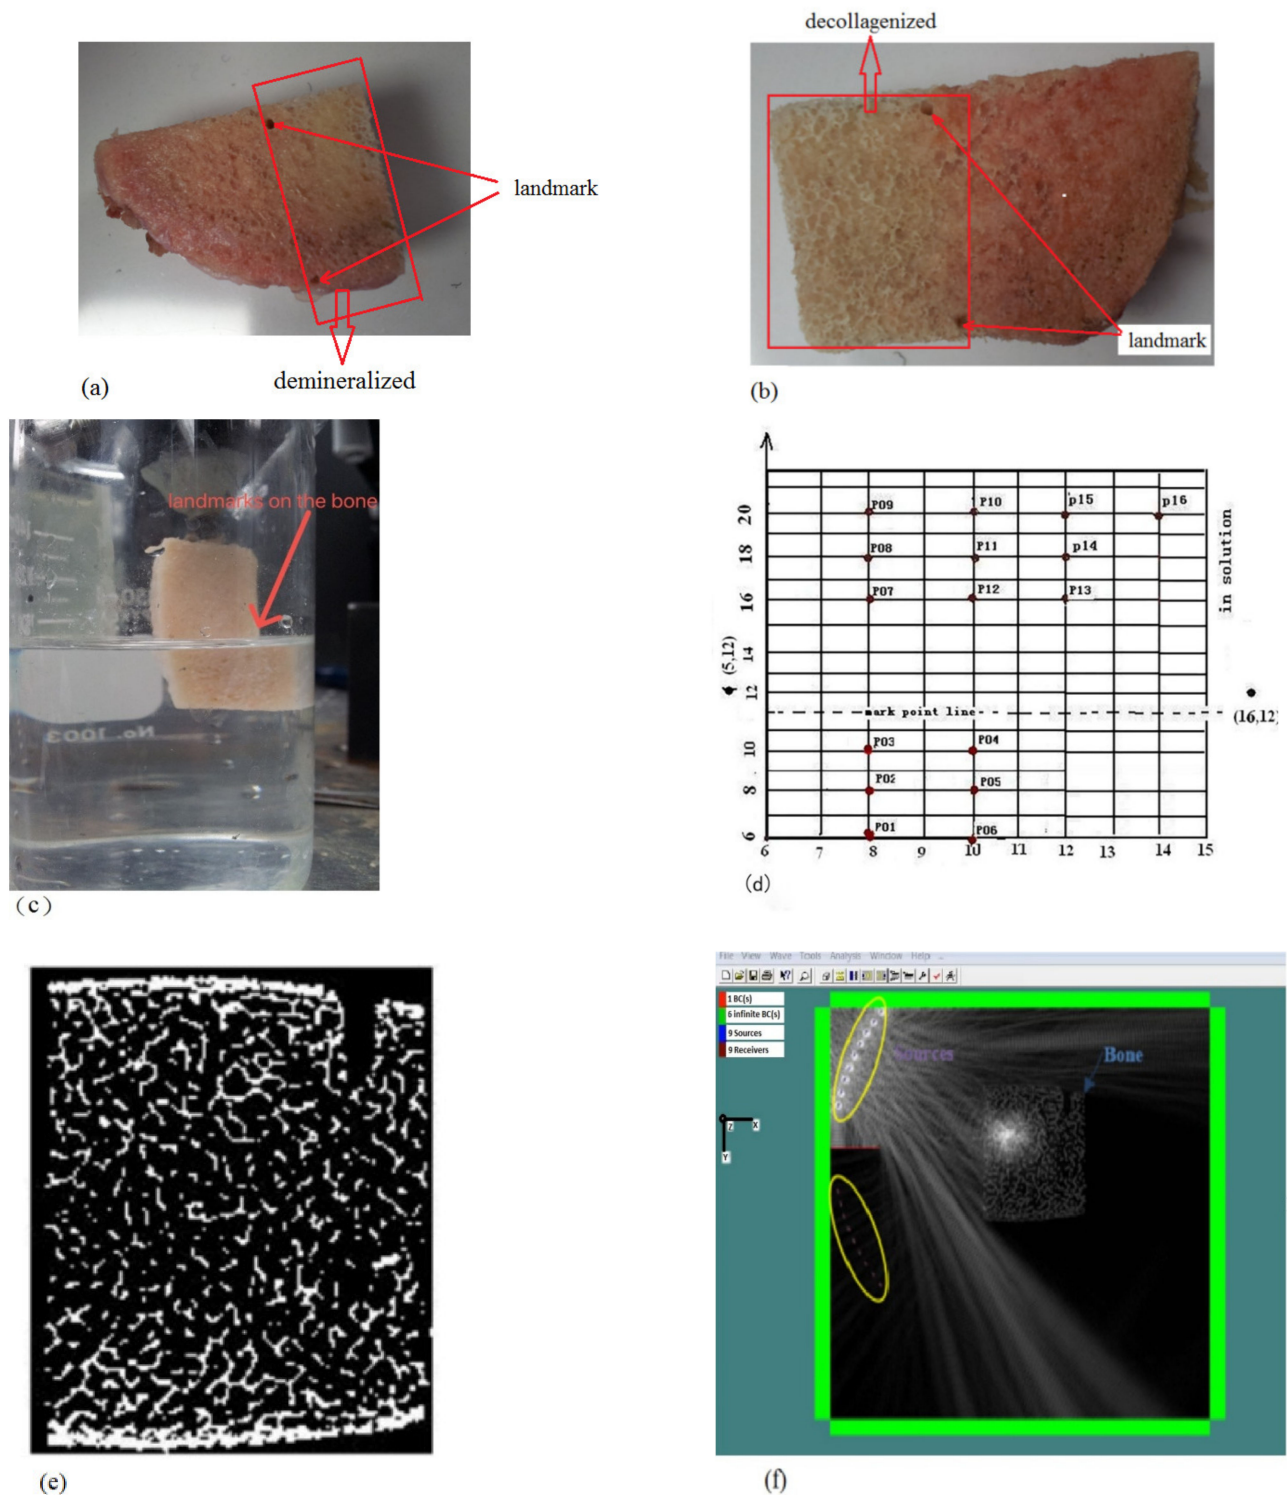 decollagenized
landmark
landmark
demineralized
(a)
(b)
landmarks on the bone
No. 1003
(c)
20
18
16
14
12
10
8
6
6
7
8
9
10
11
12
13
14
15
P09
P10
p15
p16
P08
P11
p14
P07
P12
P13
in solution
(5,12)
(16,12)
mark point line
P03
P04
P02
P05
P01
P06
(d)
(e)
File View Wave Tools Analysis Window Help
1 BC(s)
6 infinite BC(s)
9 Sources
9 Receivers
Sources
Bone
Z
X
Y
(f)